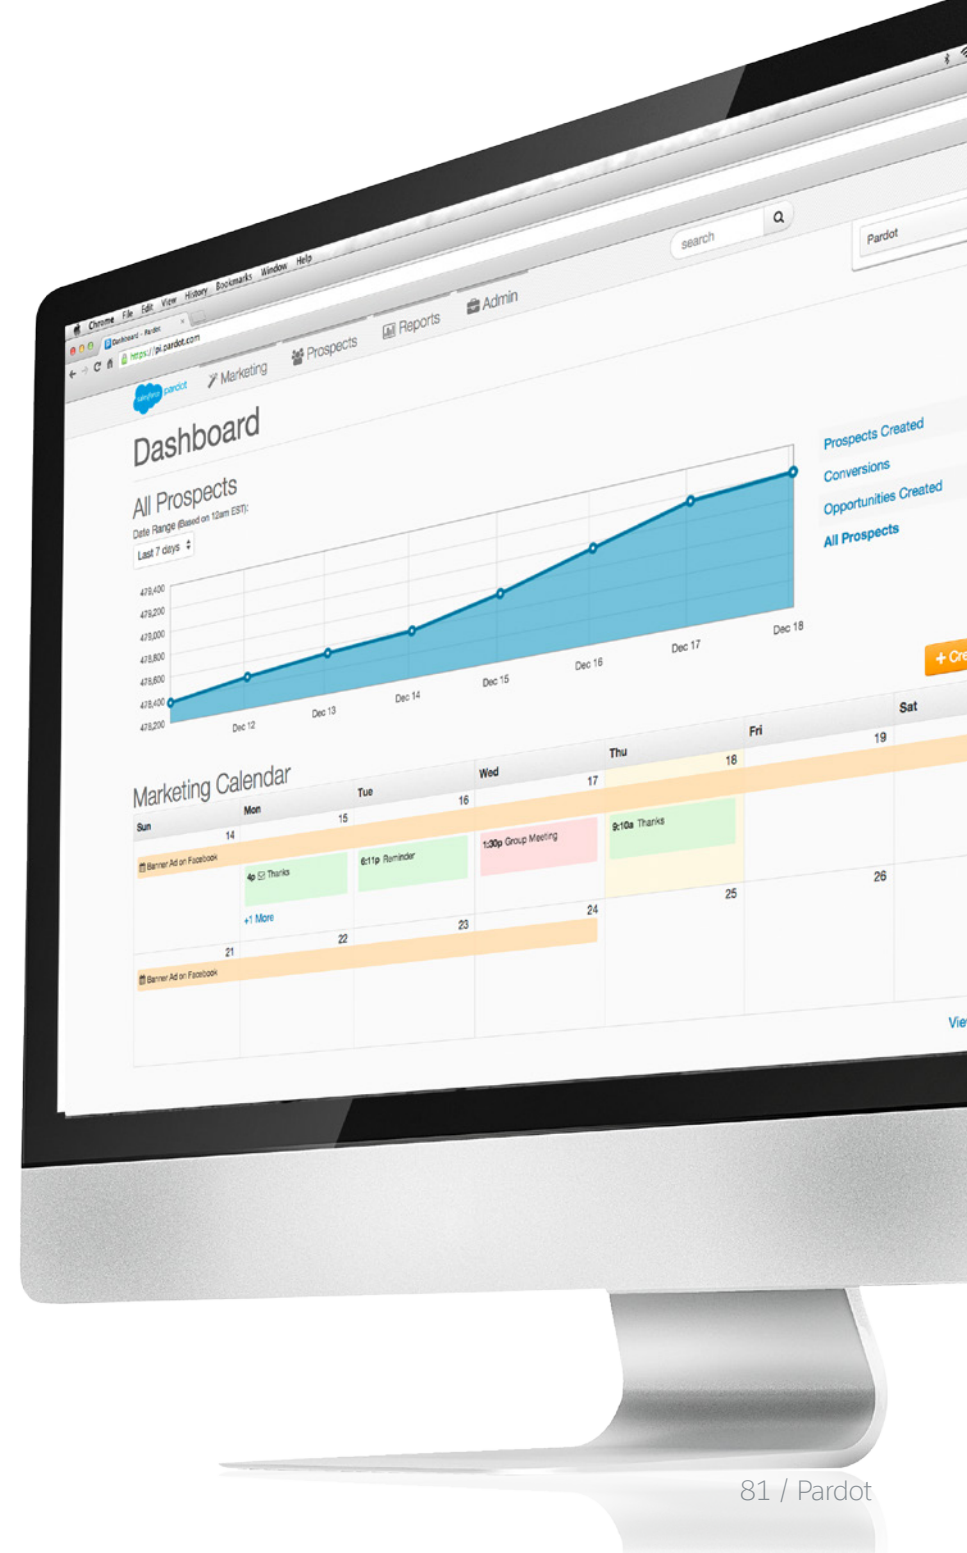 Chrome File Edit View History Bookmarks Window Help
Dashboard - Pardot
https://pi.pardot.com
salesforce pardot Marketing Prospects Reports Admin
search
Pardot
Dashboard
All Prospects
Date Range (Based on 12am EST):
Last 7 days
Prospects Created
Conversions
Opportunities Created
All Prospects
479,400
479,200
479,000
478,800
478,600
478,400
478,200
Dec 12 Dec 13 Dec 14 Dec 15 Dec 16 Dec 17 Dec 18
+ Cre
Marketing Calendar
Sun Mon Tue Wed Thu Fri Sat
14 15 16 17 18 19
Banner Ad on Facebook
4p Thanks
6:11p Reminder
1:30p Group Meeting
9:10a Thanks
+1 More
21 22 23 24 25 26
Banner Ad on Facebook
Vie
81 / Pardot